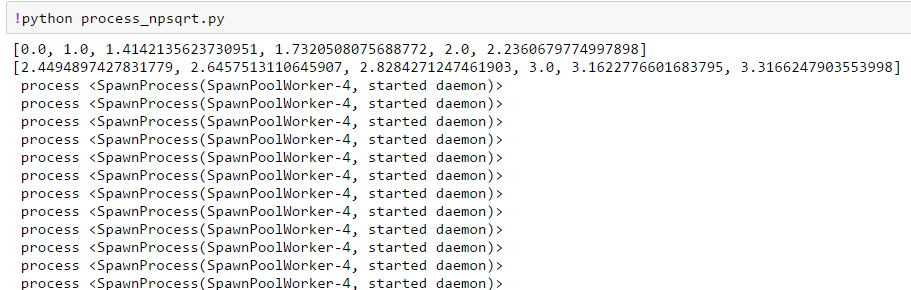 !python process_npsqrt.py
[0.0, 1.0, 1.4142135623730951, 1.7320508075688772, 2.0, 2.2360679774997898]
[2.4494897427831779, 2.6457513110645907, 2.8284271247461903, 3.0, 3.1622776601683795, 3.3166247903553998]
process <SpawnProcess(SpawnPoolWorker-4, started daemon)>
process <SpawnProcess(SpawnPoolWorker-4, started daemon)>
process <SpawnProcess(SpawnPoolWorker-4, started daemon)>
process <SpawnProcess(SpawnPoolWorker-4, started daemon)>
process <SpawnProcess(SpawnPoolWorker-4, started daemon)>
process <SpawnProcess(SpawnPoolWorker-4, started daemon)>
process <SpawnProcess(SpawnPoolWorker-4, started daemon)>
process <SpawnProcess(SpawnPoolWorker-4, started daemon)>
process <SpawnProcess(SpawnPoolWorker-4, started daemon)>
process <SpawnProcess(SpawnPoolWorker-4, started daemon)>
process <SpawnProcess(SpawnPoolWorker-4, started daemon)>
process <SpawnProcess(SpawnPoolWorker-4, started daemon)>